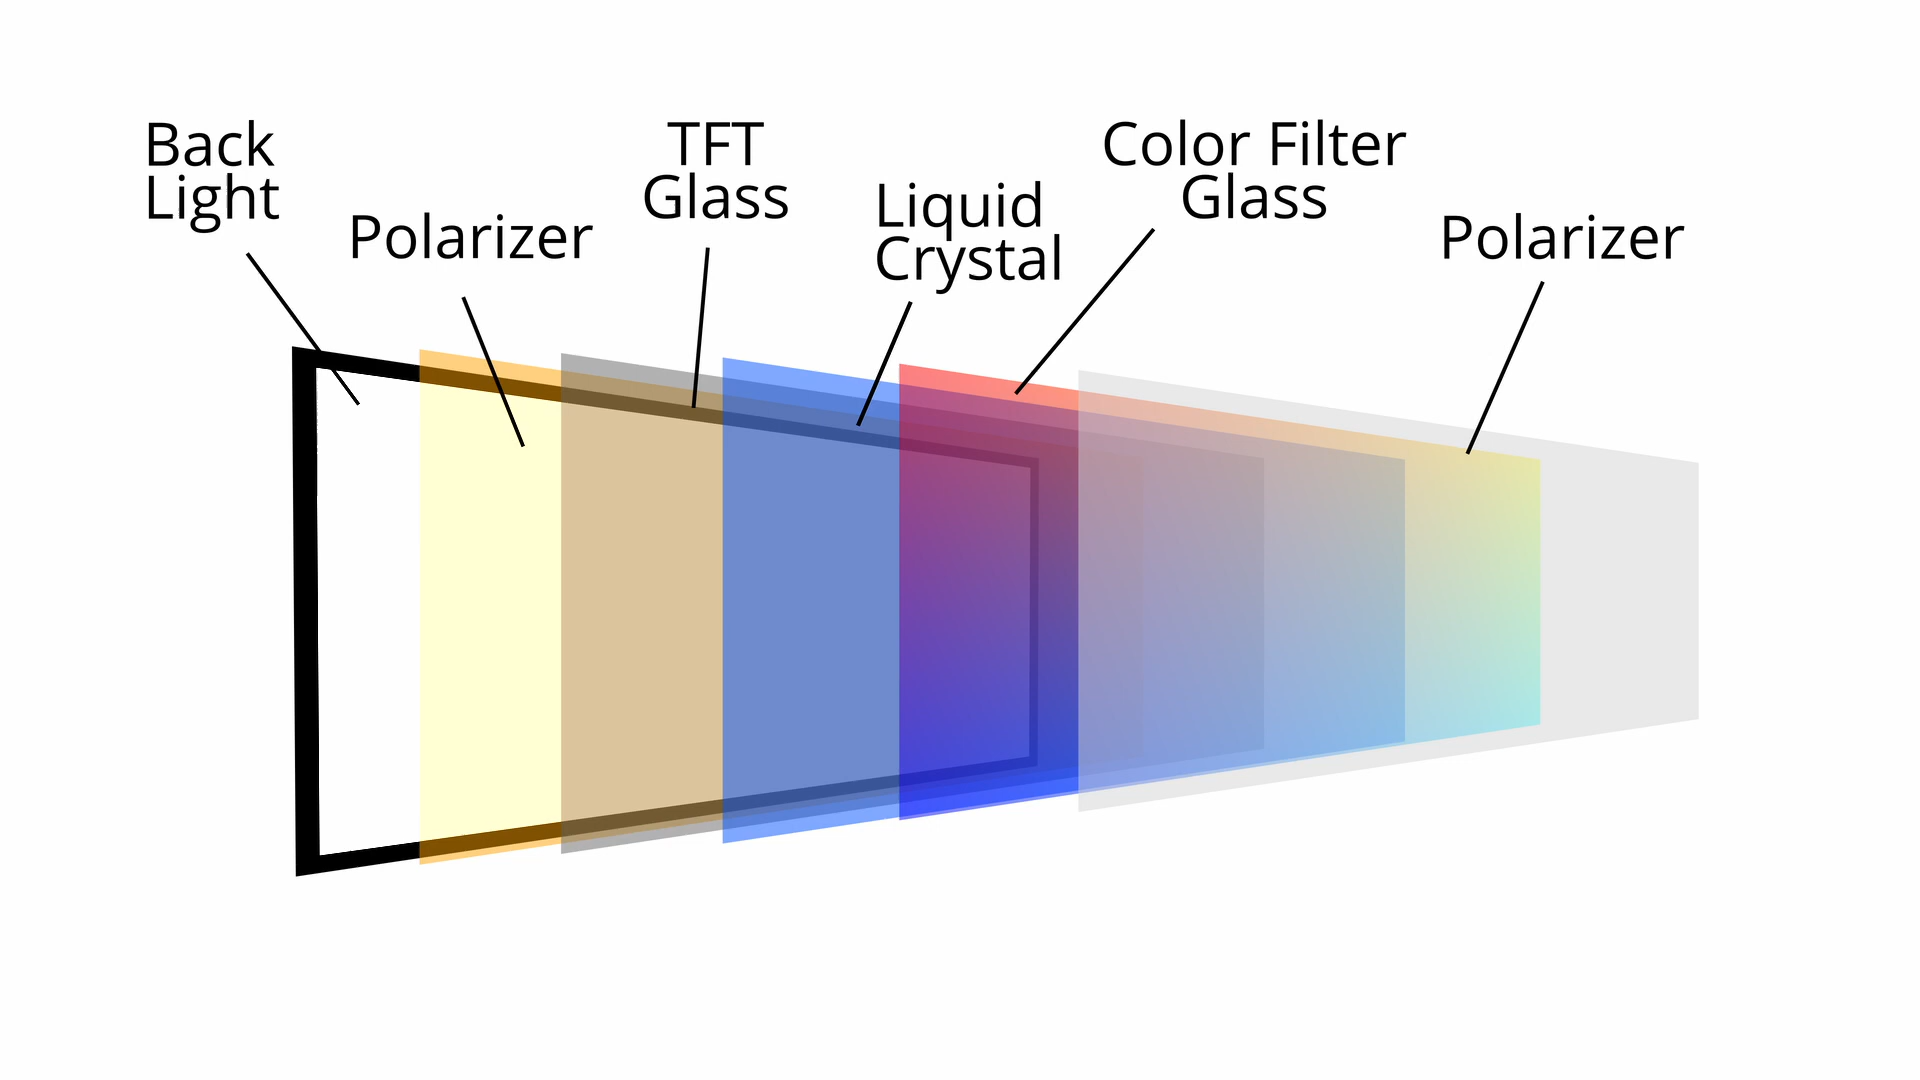 Back
Light
Polarizer
TFT
Glass
Liquid
Crystal
Color Filter
Glass
Polarizer